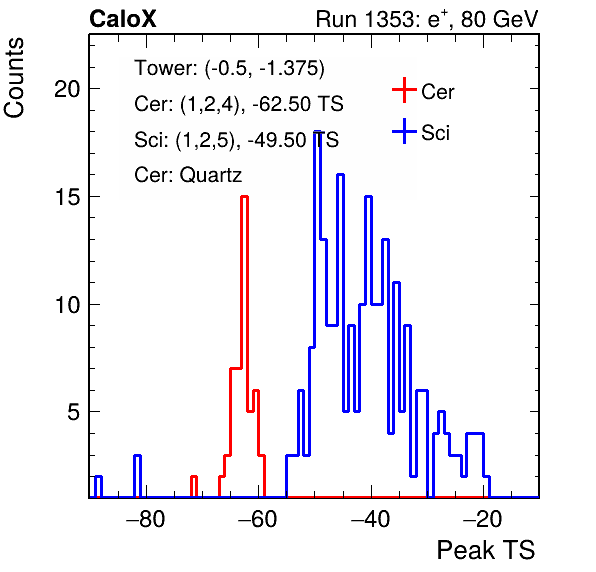 CaloX Run 1353: e⁺, 80 GeV
Counts
Tower: (-0.5, -1.375)
Cer: (1,2,4), -62.50 TS
Sci: (1,2,5), -49.50 TS
Cer: Quartz
Cer
Sci
20
15
10
5
−80 −60 −40 −20
Peak TS